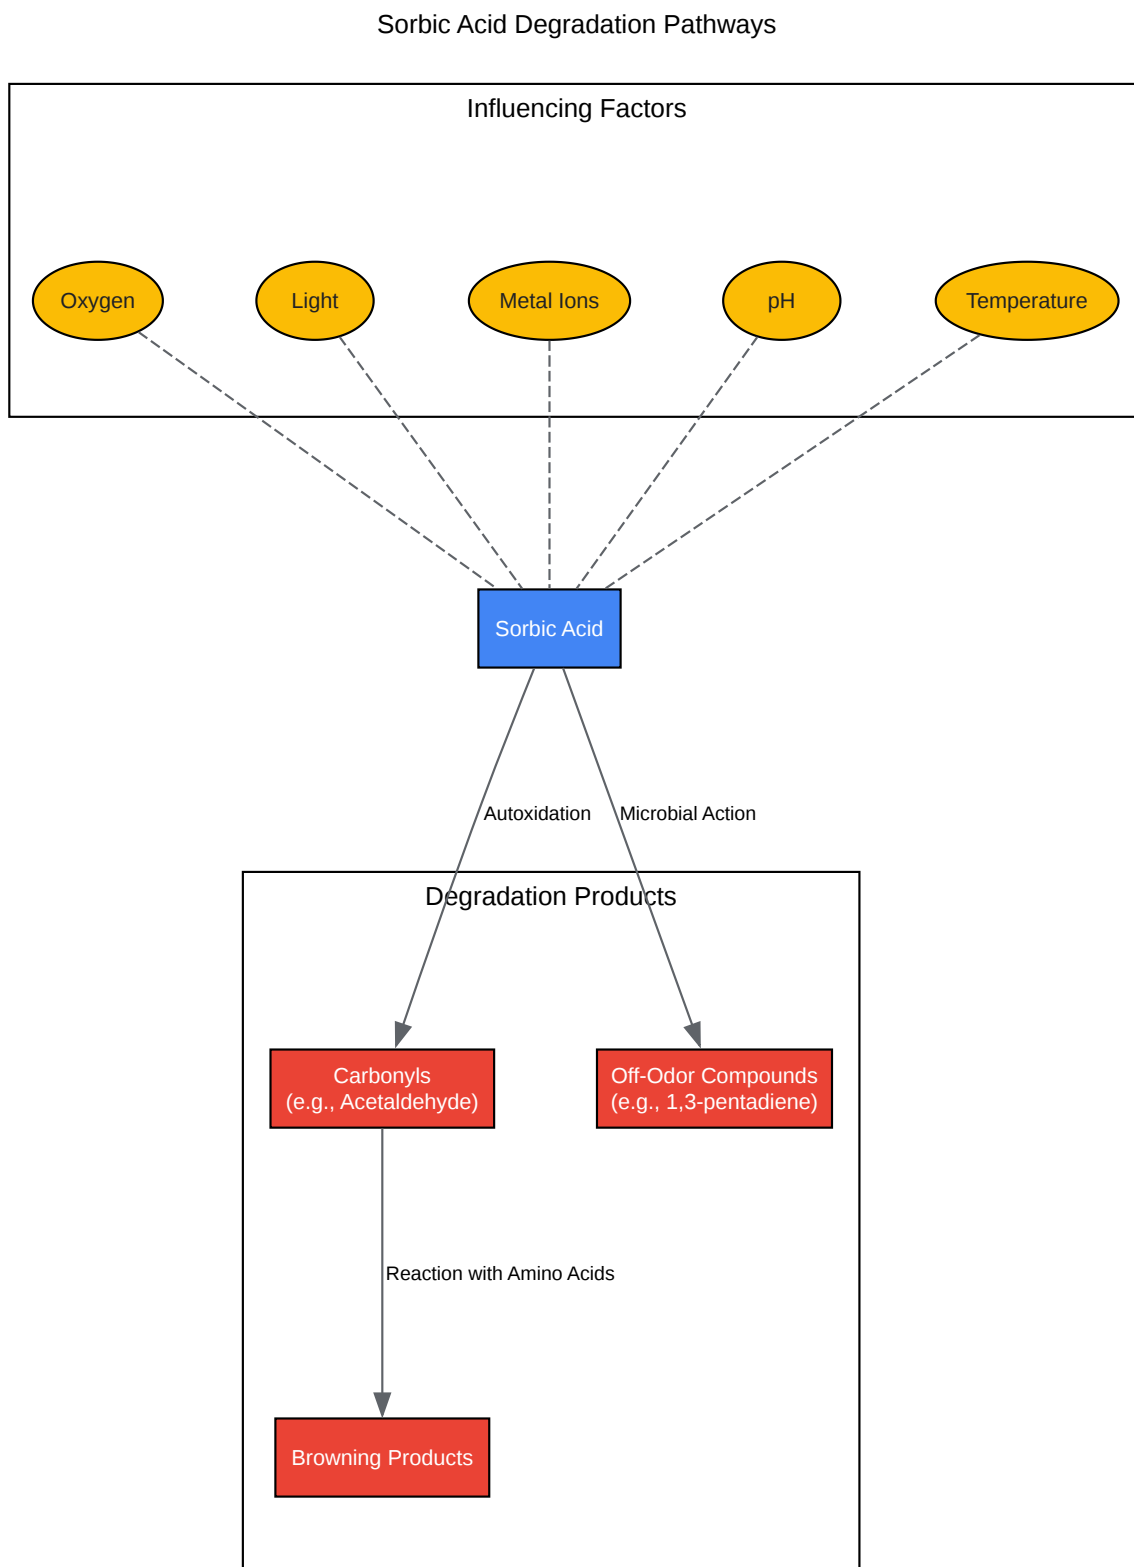 Sorbic Acid Degradation Pathways
Influencing Factors
Oxygen
Light
Metal Ions
pH
Temperature
Sorbic Acid
Autoxidation
Microbial Action
Degradation Products
Carbonyls
(e.g., Acetaldehyde)
Off-Odor Compounds
(e.g., 1,3-pentadiene)
Reaction with Amino Acids
Browning Products